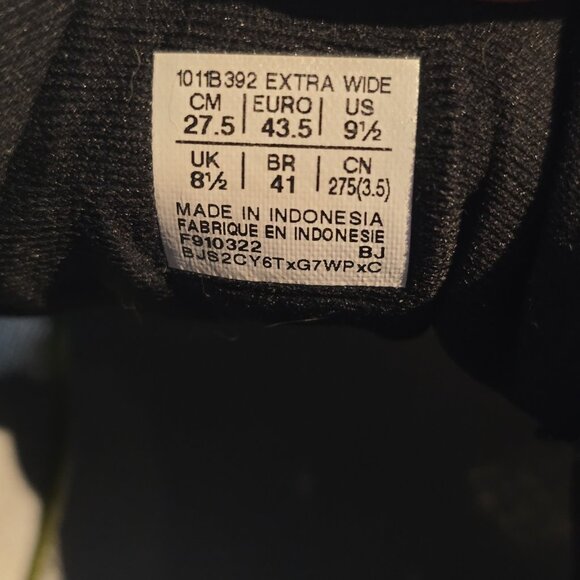 1011B392 EXTRA WIDE
CM | EURO | US
27.5 | 43.5 | 9½
UK | BR | CN
8½ | 41 | 275(3.5)
MADE IN INDONESIA
FABRIQUE EN INDONESIE
F910322 BJ
BJS2CY6TxG7WPxC